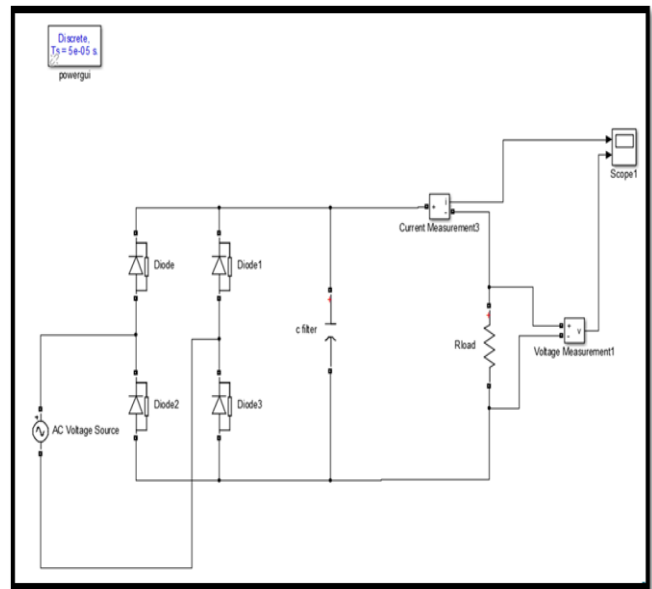 Discrete,
Ts = 5e-05 s.
powergui
Scope1
i
+
-
Current Measurement3
Diode
Diode1
c filter
Rload
+
-
v
Voltage Measurement1
Diode2
Diode3
AC Voltage Source